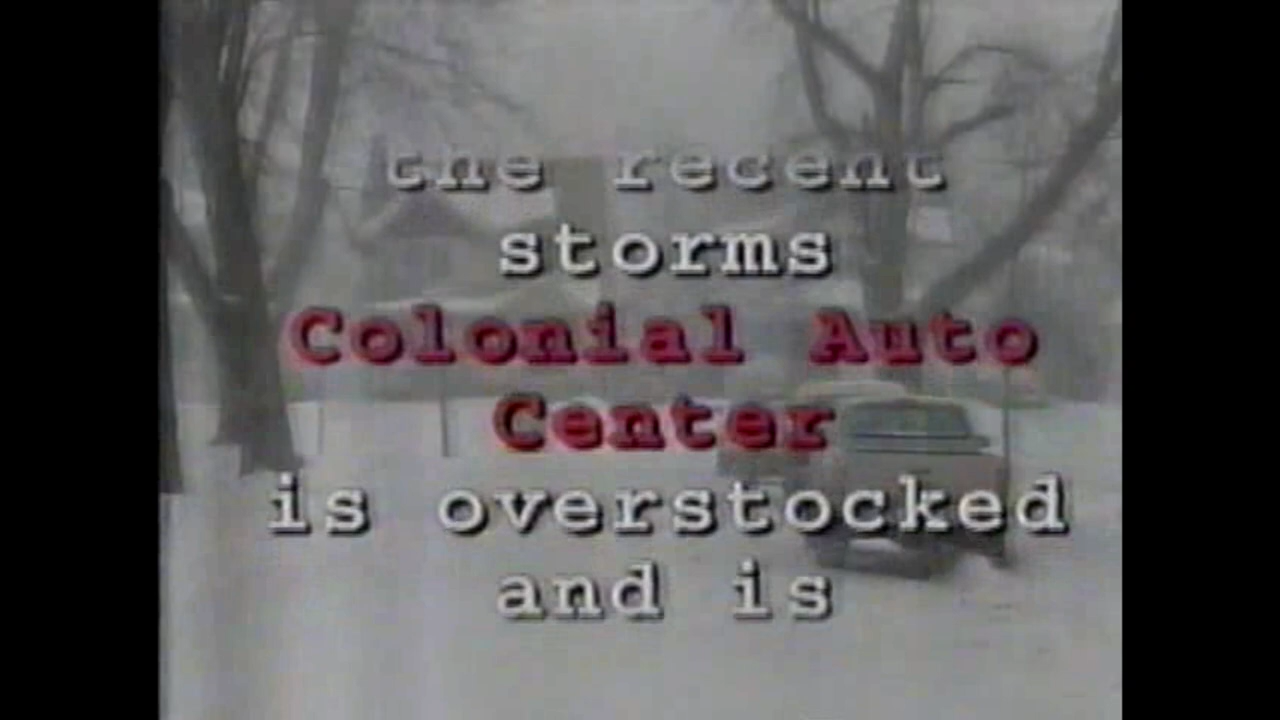 the recent
storms
Colonial Auto
Center
is overstocked
and is